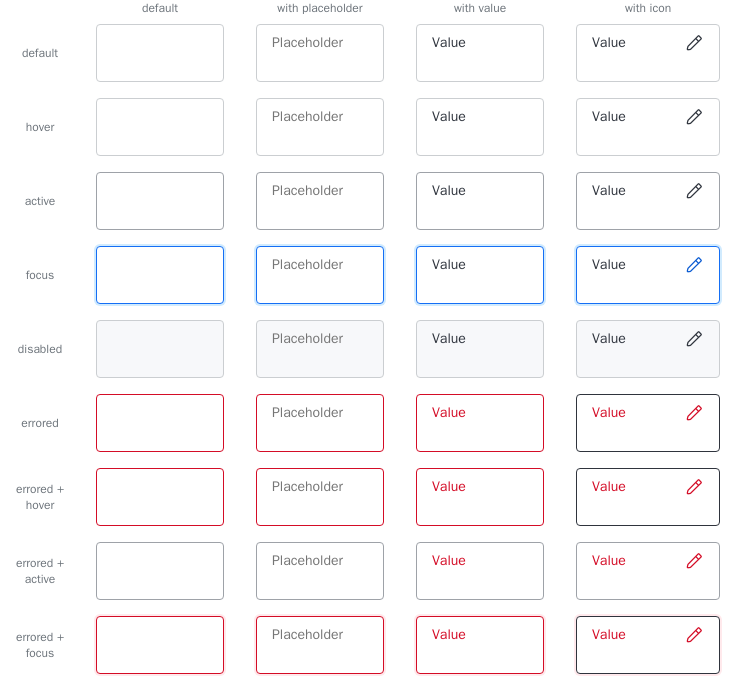 default with placeholder with value with icon
default Placeholder Value Value
hover Placeholder Value Value
active Placeholder Value Value
focus Placeholder Value Value
disabled Placeholder Value Value
errored Placeholder Value Value
errored + Placeholder Value Value
hover
errored + Placeholder Value Value
active
errored + Placeholder Value Value
focus